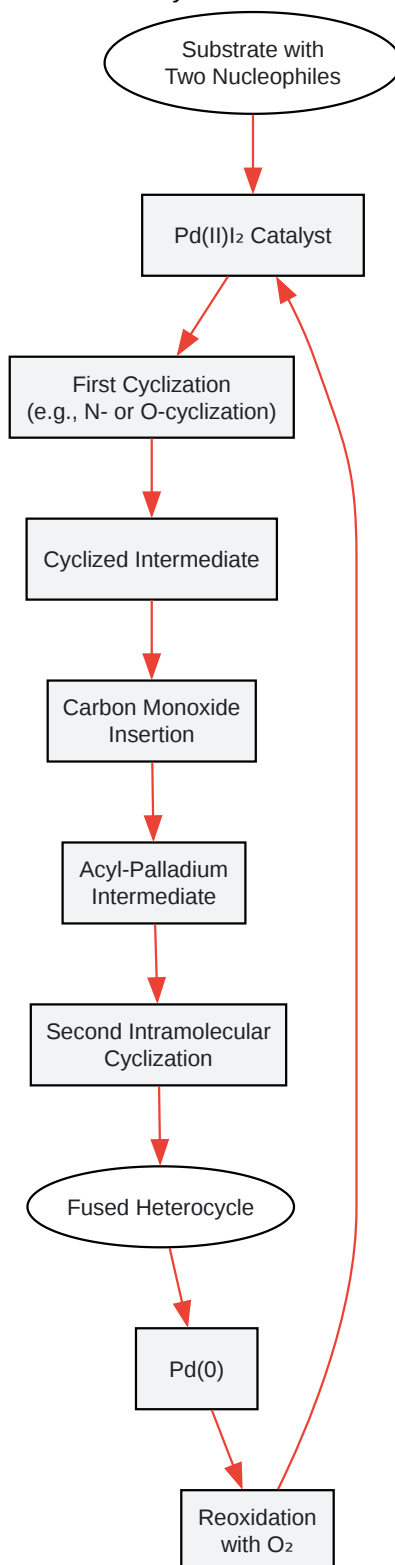 Substrate with
Two Nucleophiles
Pd(II)I₂ Catalyst
First Cyclization
(e.g., N- or O-cyclization)
Cyclized Intermediate
Carbon Monoxide
Insertion
Acyl-Palladium
Intermediate
Second Intramolecular
Cyclization
Fused Heterocycle
Pd(0)
Reoxidation
with O₂